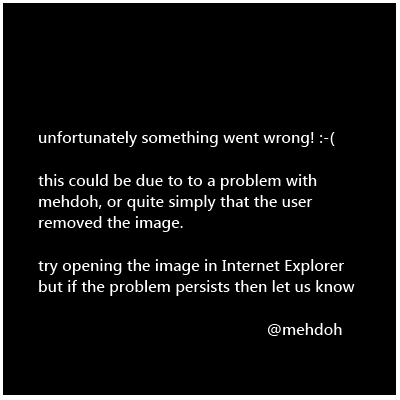 unfortunately something went wrong! :-(
this could be due to to a problem with
mehdoh, or quite simply that the user
removed the image.
try opening the image in Internet Explorer
but if the problem persists then let us know
@mehdoh